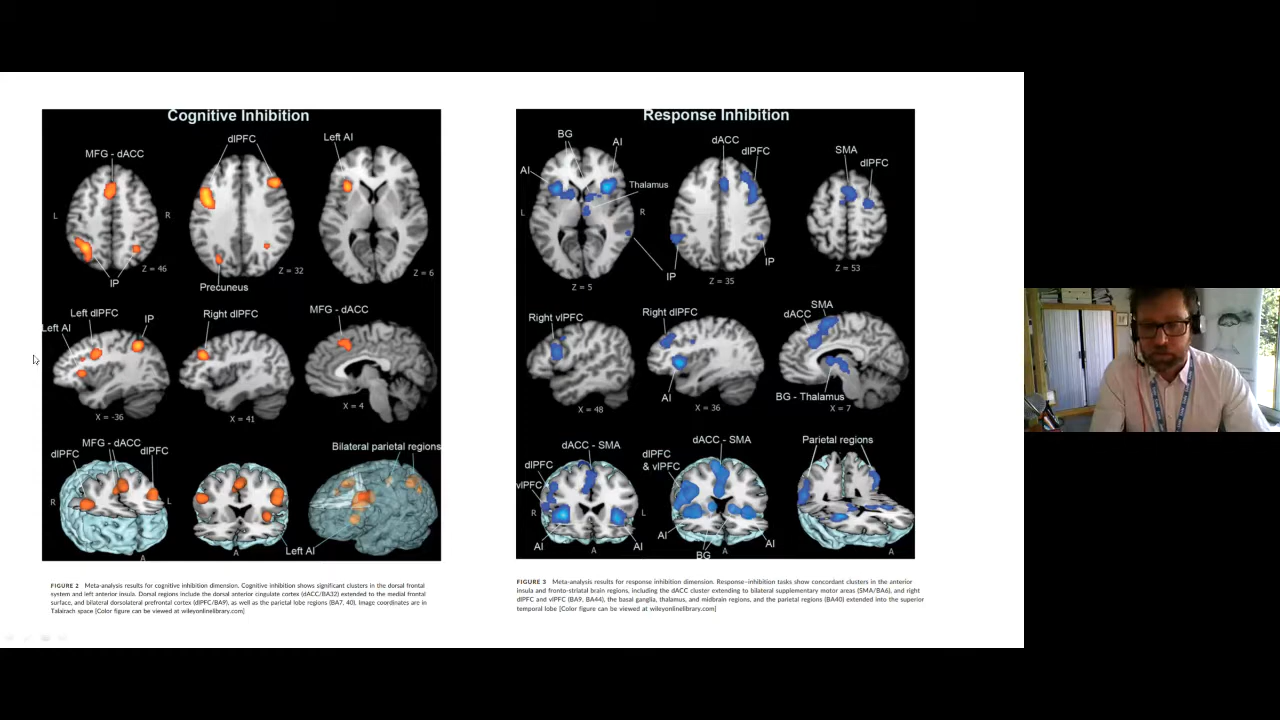 Cognitive Inhibition
MFG - dACC
dlPFC
Left AI
L
R
IP
Z = 46
Precuneus
Z = 32
Z = 6
Left AI
Left dlPFC
IP
Right dlPFC
MFG - dACC
X = -36
X = 41
X = 4
dlPFC
MFG - dACC
dlPFC
Bilateral parietal regions
R
L
A
A
Left AI
FIGURE 2 Meta-analysis results for cognitive inhibition dimension. Cognitive inhibition shows significant clusters in the dorsal frontal
system and left anterior insula. Dorsal regions include the dorsal anterior cingulate cortex (dACC/BA32) extended to the medial frontal
surface, and bilateral dorsolateral prefrontal cortex (dlPFC/BA9), as well as the parietal lobe regions (BA7, 40). Image coordinates are in
Talairach space [Color figure can be viewed at wileyonlinelibrary.com]
Response Inhibition
BG
AI
AI
Thalamus
dACC
dlPFC
SMA
dlPFC
L
R
IP
IP
Z = 5
Z = 35
Z = 53
Right vlPFC
Right dlPFC
dACC
SMA
AI
BG - Thalamus
X = 48
X = 36
X = 7
dACC - SMA
dlPFC
vlPFC
R
L
AI
A
AI
dACC - SMA
dlPFC
& vlPFC
AI
BG
A
AI
Parietal regions
A
FIGURE 3 Meta-analysis results for response inhibition dimension. Response–inhibition tasks show concordant clusters in the anterior
insula and fronto-striatal brain regions, including the dACC cluster extending to bilateral supplementary motor areas (SMA/BA6), and right
dlPFC and vlPFC (BA9, BA44), the basal ganglia, thalamus, and midbrain regions, and the parietal regions (BA40) extended into the superior
temporal lobe [Color figure can be viewed at wileyonlinelibrary.com]